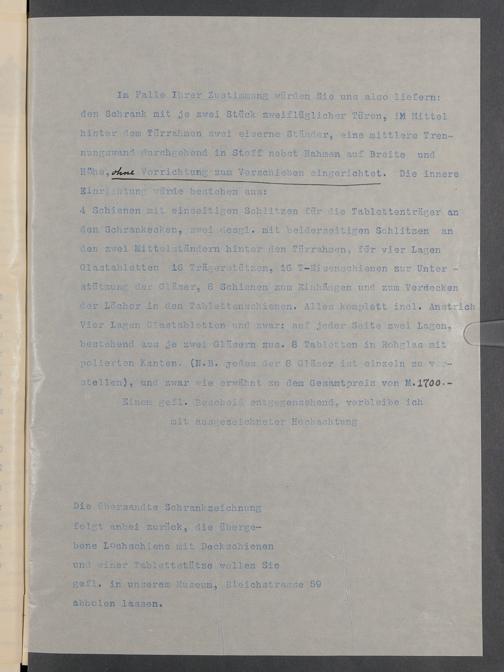 Im Falle Ihrer Zustimmung würden Sie uns also liefern:
den Schrank mit je zwei Stück zweiflüglicher Türen, im Mittel
hinter dem Türrahmen zwei eiserne Ständer, eine mittlere Tren-
nungswand durchgehend in Stoff nebst Rahmen auf Breite und
Höhe, ohne Vorrichtung zum Verschieben eingerichtet. Die innere
Einrichtung würde bestehen aus:
4 Schienen mit einseitigen Schlitzen für die Tablettenträger an
den Schrankecken, zwei desgl. mit beiderseitigen Schlitzen an
den zwei Mittelständern hinter den Türrahmen, für vier Lagen
Glastabletten 16 Trägerstützen, 16 T-Eisenschienen zur Unter -
stützung der Gläser, 8 Schienen zum Einhängen und zum Verdecken
der Löcher in den Tablettenschienen. Alles komplett incl. Anstrich
Vier Lagen Glastabletten und zwar: auf jeder Seite zwei Lagen,
bestehend aus je zwei Gläsern zus. 8 Tabletten in Rohglas mit
polierten Kanten. (N.B. jedes der 8 Gläser ist einzeln zu ver-
stellen), und zwar wie erwähnt zu dem Gesamtpreis von M.1700.-
Einem gefl. Bescheid entgegensehend, verbleibe ich
mit ausgezeichneter Hochachtung
Die übersandte Schrankzeichnung
folgt anbei zurück, die überge-
bene Lochschiene mit Deckschienen
und einer Tablettstütze wollen Sie
gefl. in unserem Museum, Bleichstrasse 59
abholen lassen.